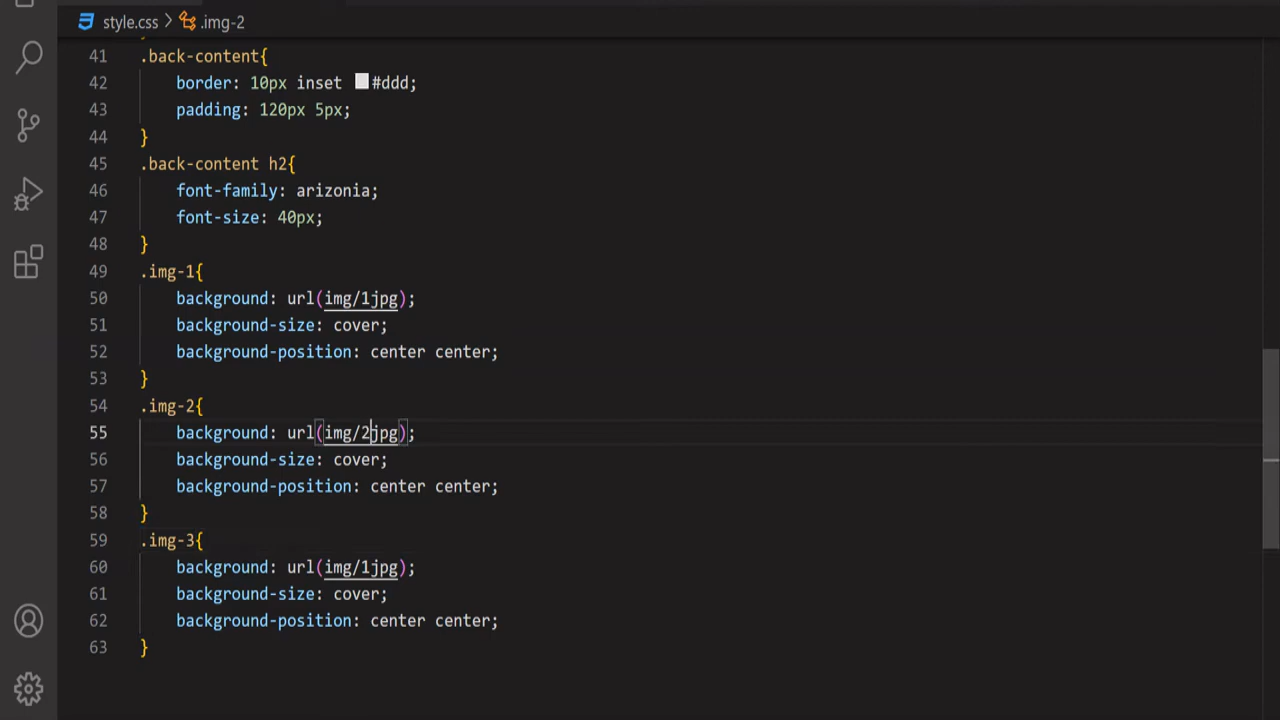 style.css > .img-2
41 .back-content{
42 border: 10px inset #ddd;
43 padding: 120px 5px;
44 }
45 .back-content h2{
46 font-family: arizonia;
47 font-size: 40px;
48 }
49 .img-1{
50 background: url(img/1jpg);
51 background-size: cover;
52 background-position: center center;
53 }
54 .img-2{
55 background: url(img/2jpg);
56 background-size: cover;
57 background-position: center center;
58 }
59 .img-3{
60 background: url(img/1jpg);
61 background-size: cover;
62 background-position: center center;
63 }